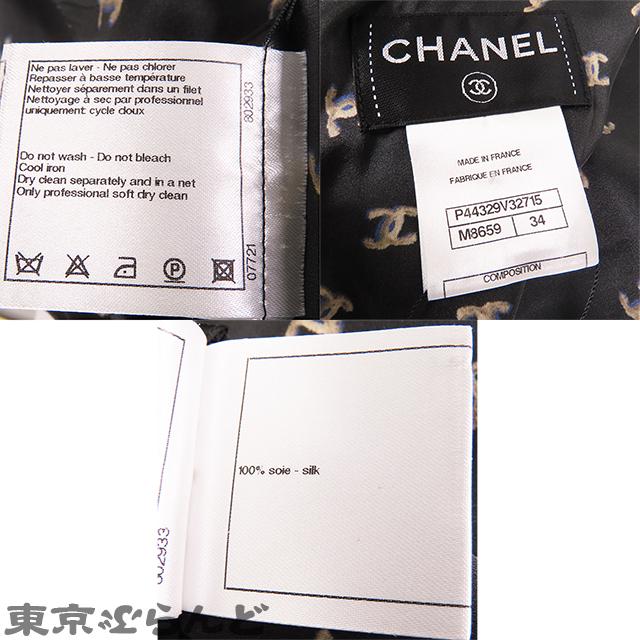 Ne pas laver - Ne pas chlorer
Repasser à basse température
Nettoyer séparement dans un filet
Nettoyage à sec par professionnel
uniquement: cycle doux
Do not wash - Do not bleach
Cool iron
Dry clean separately and in a net
Only professional soft dry clean
P
802933
07721
CHANEL
MADE IN FRANCE
FABRIQUE EN FRANCE
P44329V32715
M8659 34
COMPOSITION
100% soie - silk
802933
東京ぶらんど